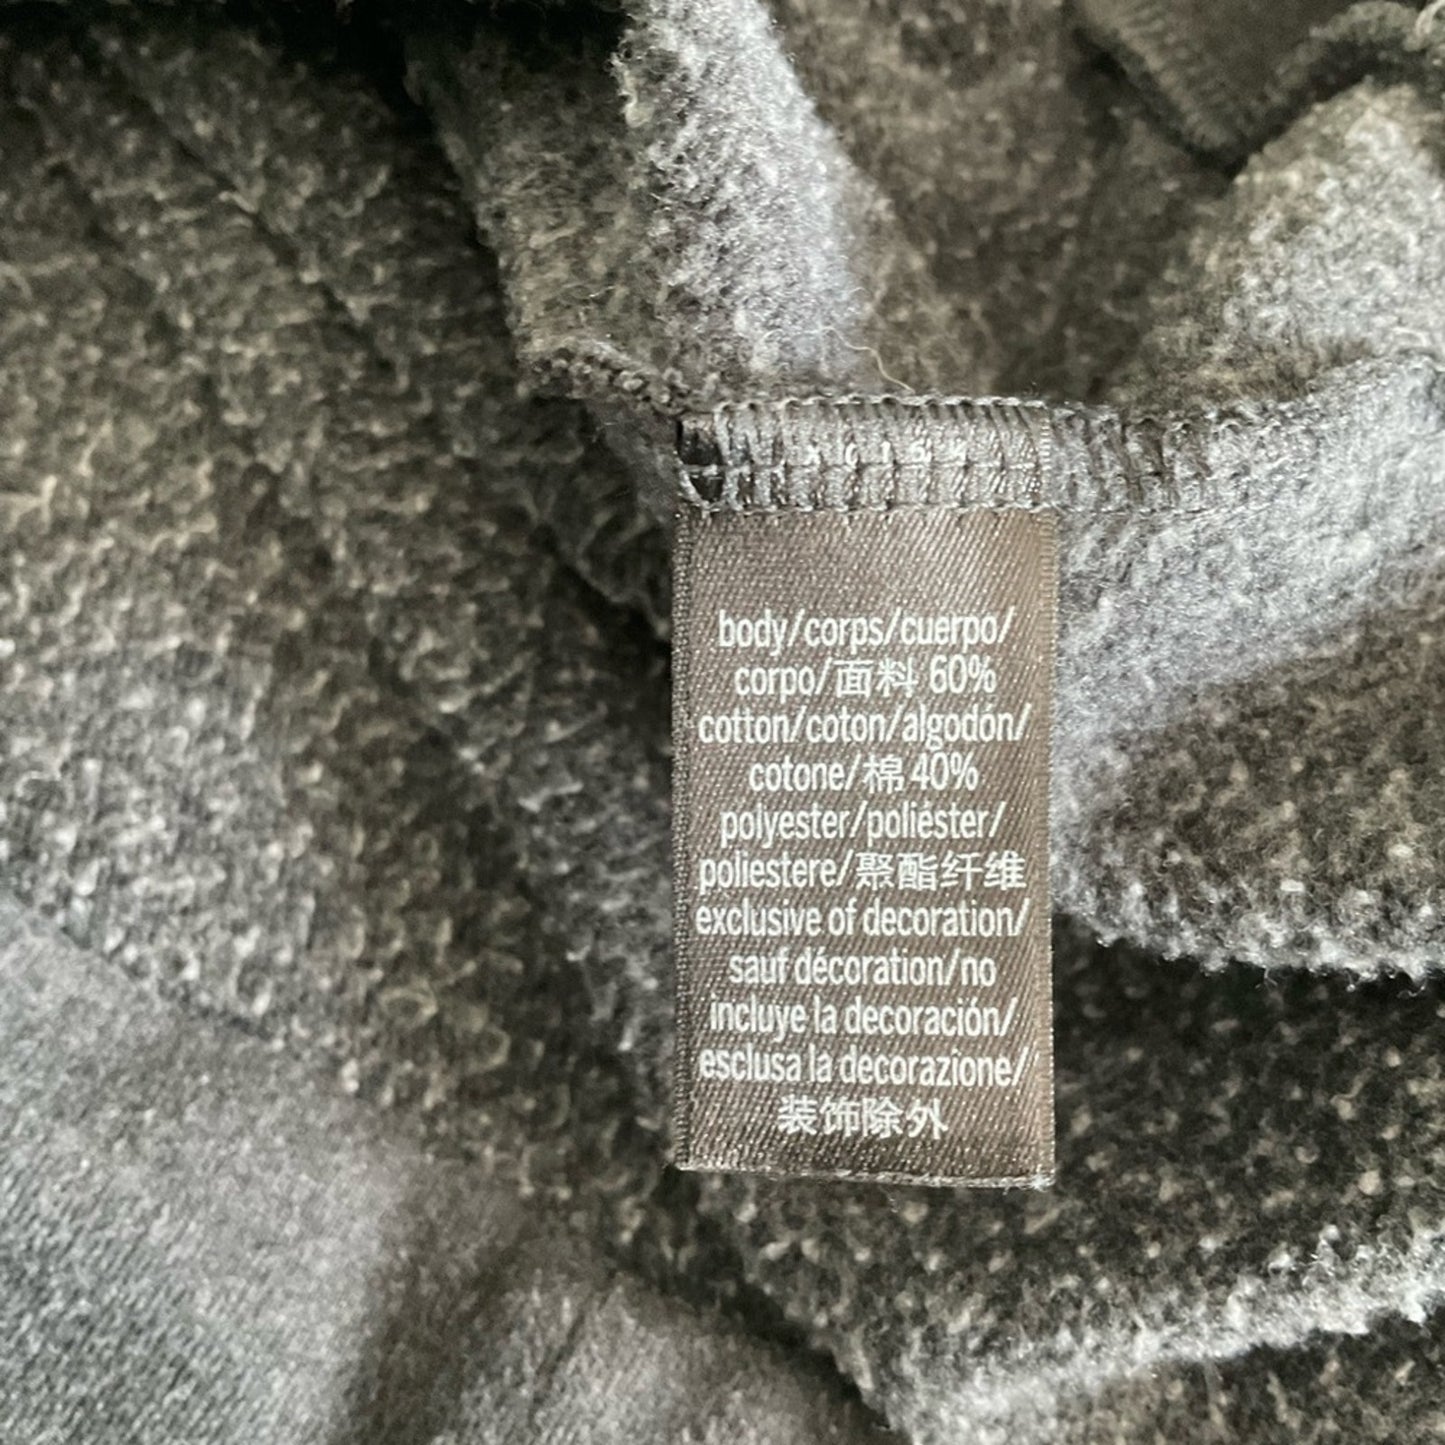 body/corps/cuerpo/
corpo/面料 60%
cotton/coton/algodón/
cotone/棉 40%
polyester/poliéster/
poliestere/聚酯纤维
exclusive of decoration/
sauf décoration/no
incluye la decoración/
esclusa la decorazione/
装饰除外